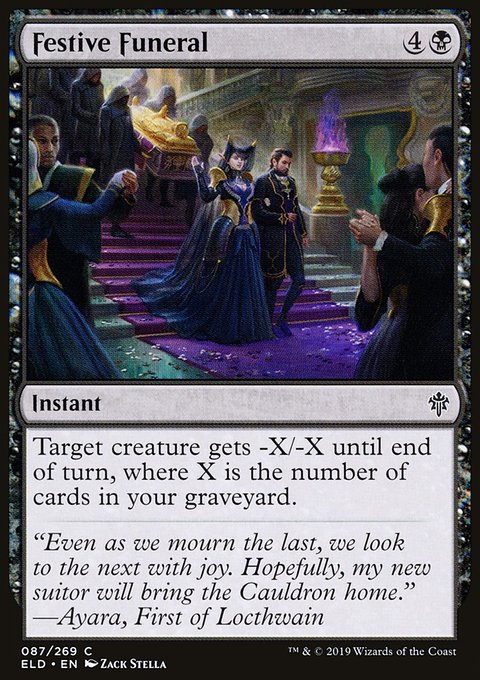 Festive Funeral 4
Instant
Target creature gets -X/-X until end
of turn, where X is the number of
cards in your graveyard.
“Even as we mourn the last, we look
to the next with joy. Hopefully, my new
suitor will bring the Cauldron home.”
—Ayara, First of Locthwain
087/269 C
ELD • EN Zack Stella
™ & © 2019 Wizards of the Coast